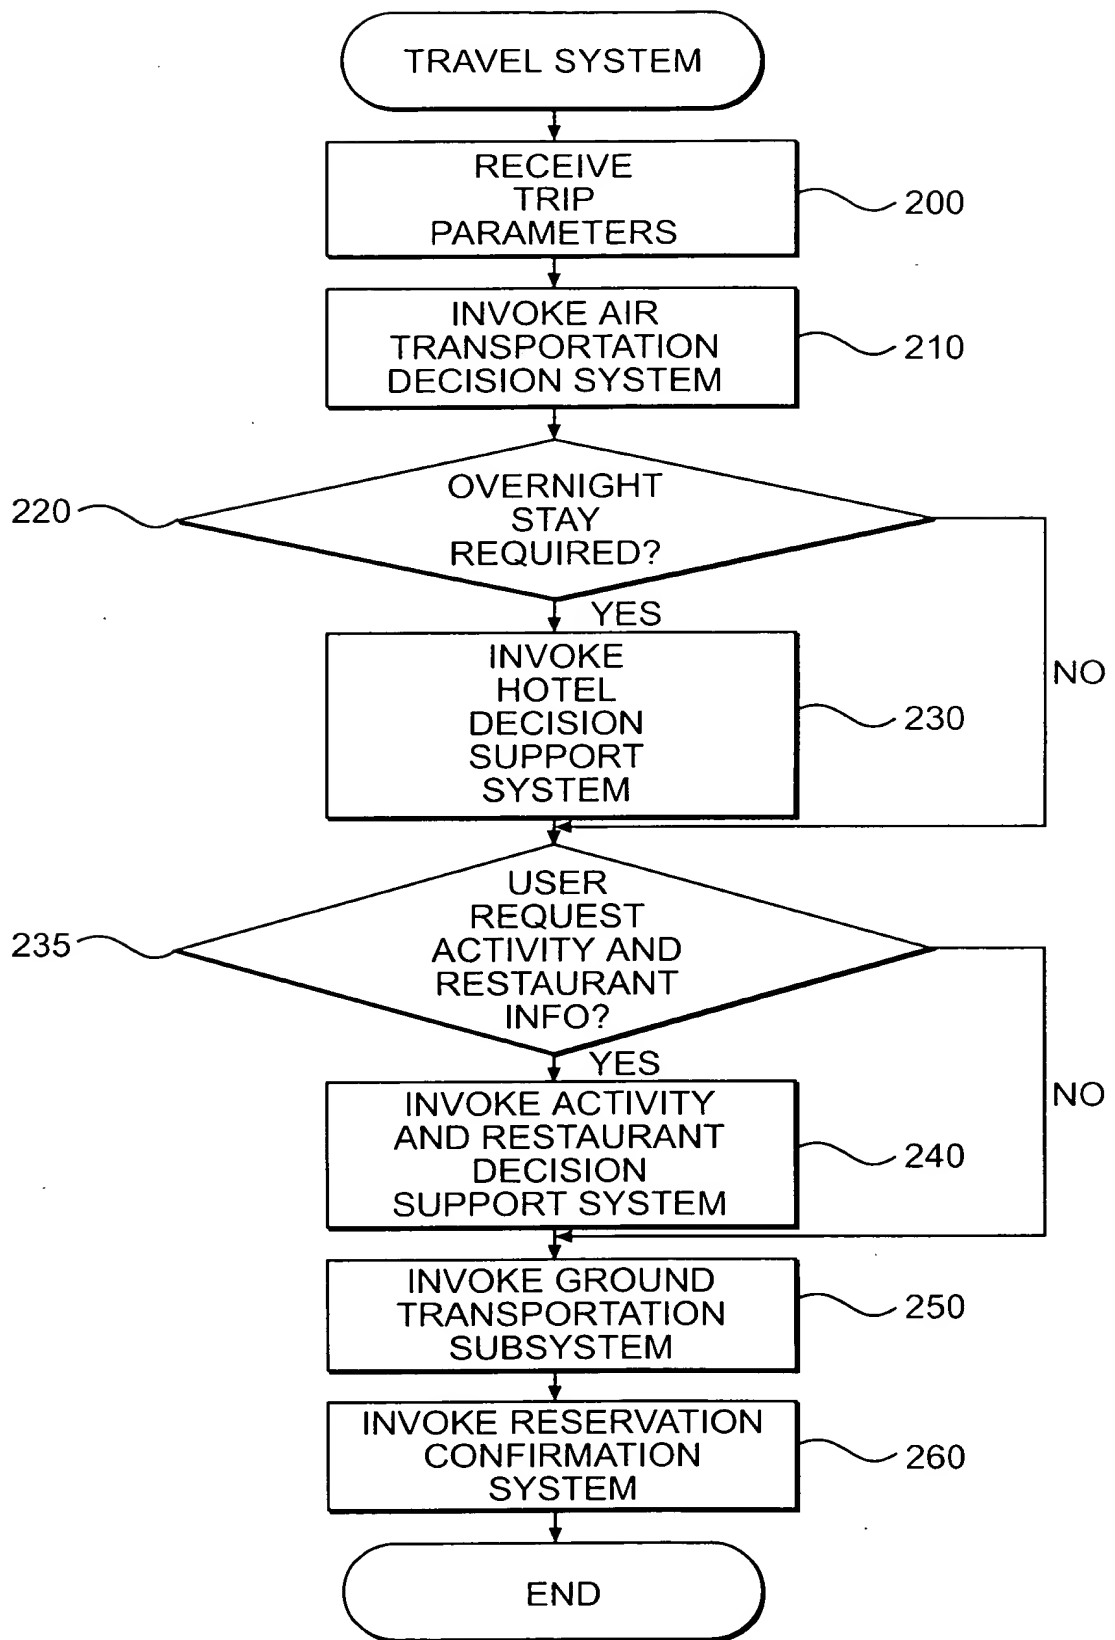 TRAVEL SYSTEM
RECEIVE
TRIP
PARAMETERS
200
INVOKE AIR
TRANSPORTATION
DECISION SYSTEM
210
OVERNIGHT
STAY
REQUIRED?
220
YES
NO
INVOKE
HOTEL
DECISION
SUPPORT
SYSTEM
230
USER
REQUEST
ACTIVITY AND
RESTAURANT
INFO?
235
YES
NO
INVOKE ACTIVITY
AND RESTAURANT
DECISION
SUPPORT SYSTEM
240
INVOKE GROUND
TRANSPORTATION
SUBSYSTEM
250
INVOKE RESERVATION
CONFIRMATION
SYSTEM
260
END